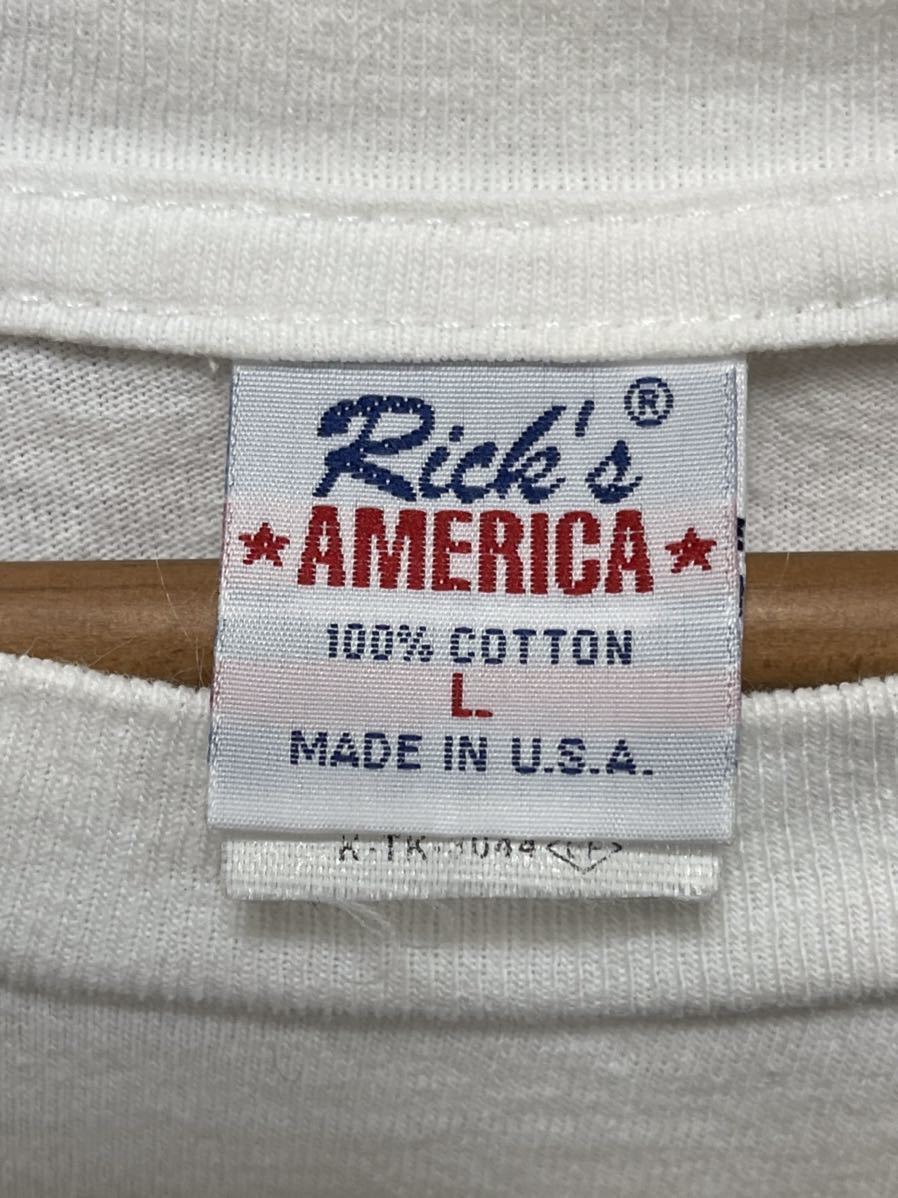 Rick's®
★AMERICA★
100% COTTON
L.
MADE IN U.S.A.